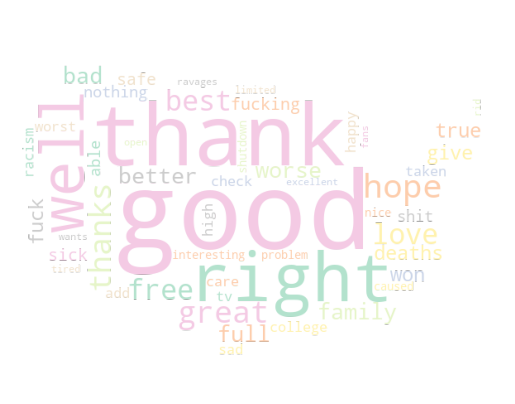 bad
safe
ravages
nothing
best
limited
fucking
well
thank
rid
worst
happy
true
racism
able
open
shutdown
fans
give
better
worse
check
excellent
taken
good
hope
thanks
fuck
high
nice
shit
wants
love
sick
interesting
problem
deaths
tired
right
won
add
free
tv
care
caused
great
family
full
college
sad